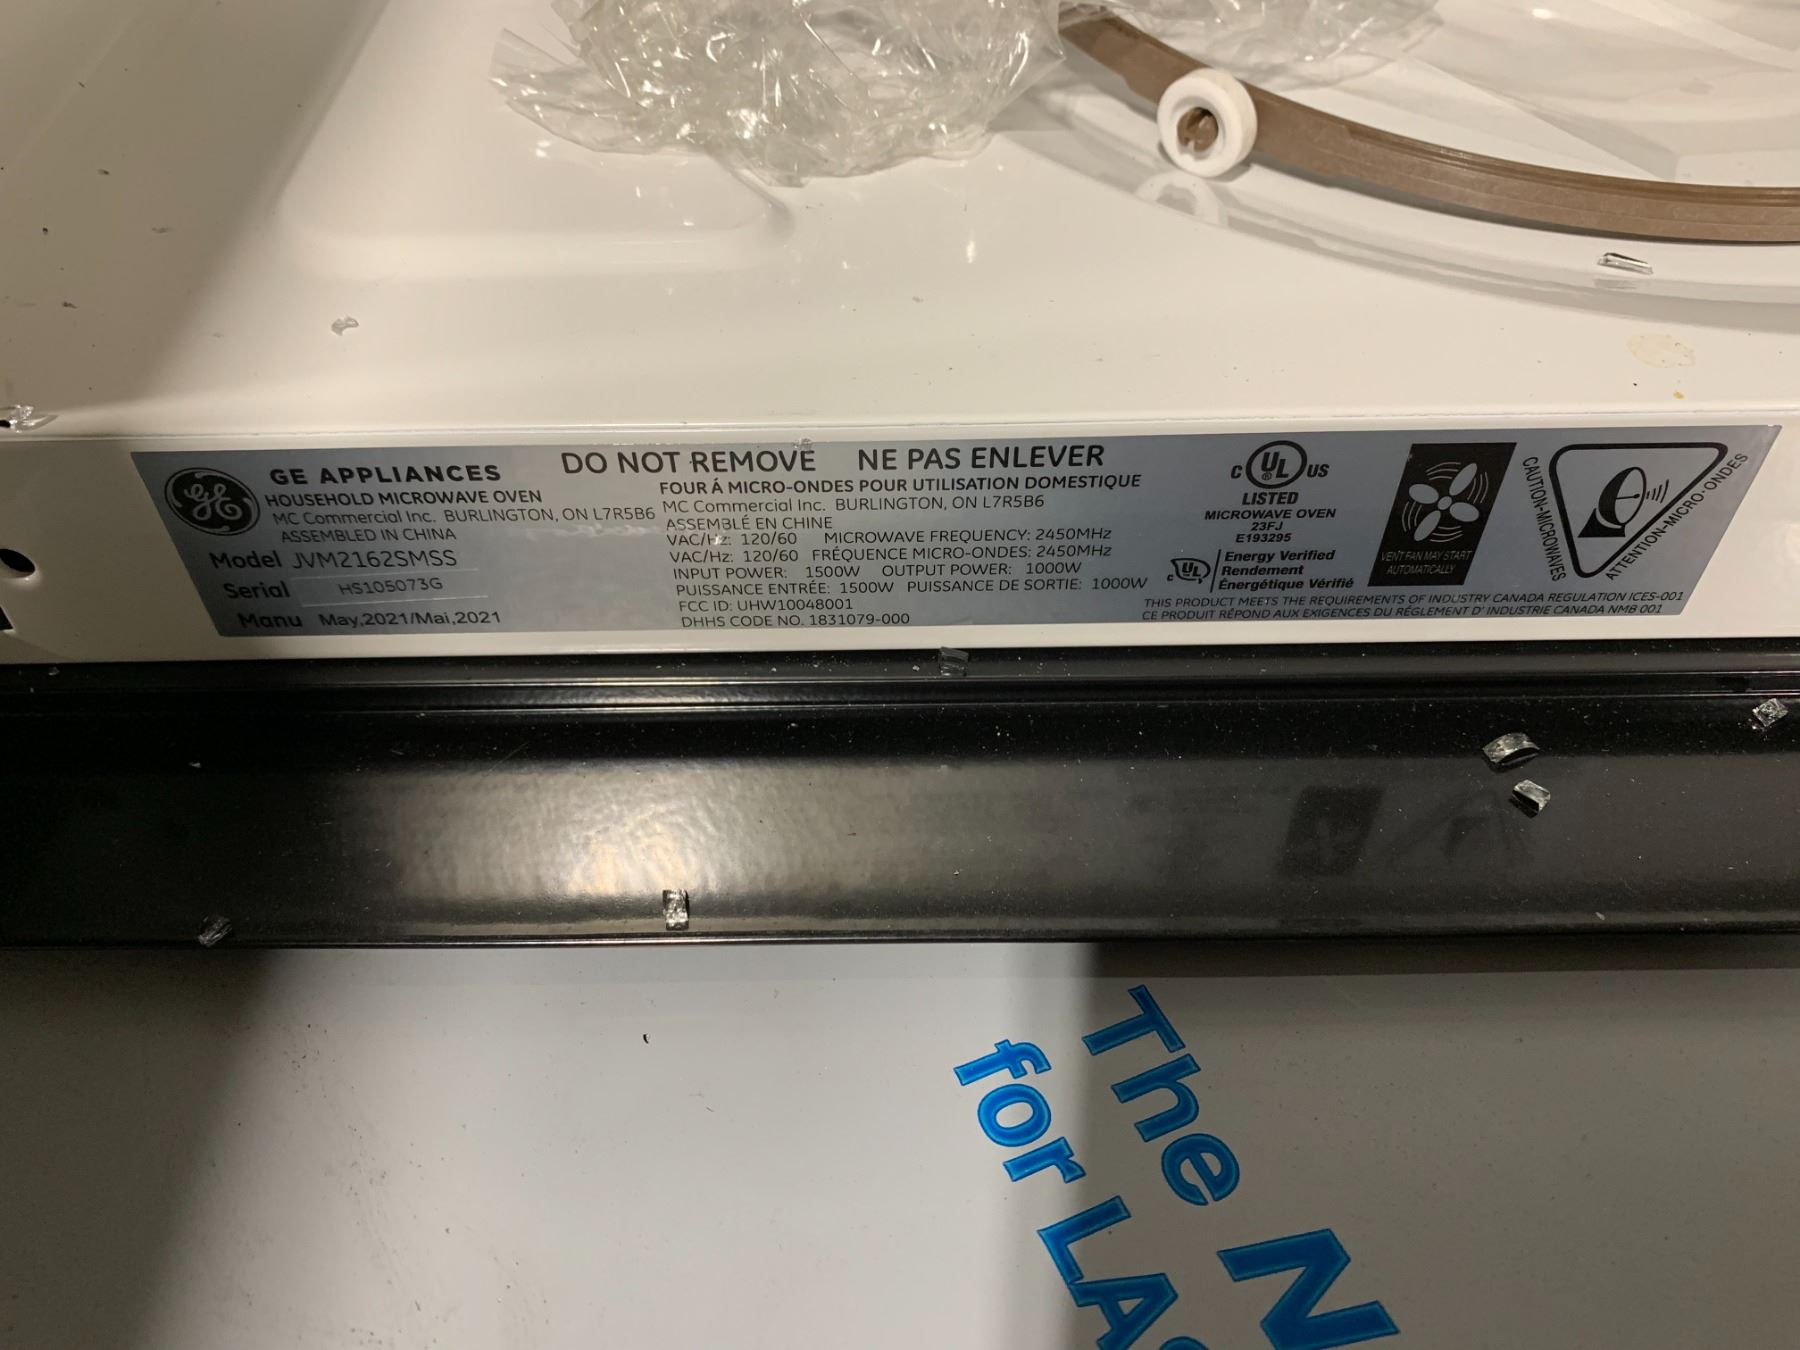 GE
GE APPLIANCES
HOUSEHOLD MICROWAVE OVEN
MC Commercial Inc. BURLINGTON, ON L7R5B6
ASSEMBLED IN CHINA
Model JVM2162SMSS
Serial HS105073G
Manu May,2021/Mai,2021
DO NOT REMOVE NE PAS ENLEVER
FOUR Á MICRO-ONDES POUR UTILISATION DOMESTIQUE
MC Commercial Inc. BURLINGTON, ON L7R5B6
ASSEMBLÉ EN CHINE
VAC/Hz: 120/60 MICROWAVE FREQUENCY: 2450MHz
VAC/Hz: 120/60 FRÉQUENCE MICRO-ONDES: 2450MHz
INPUT POWER: 1500W OUTPUT POWER: 1000W
PUISSANCE ENTRÉE: 1500W PUISSANCE DE SORTIE: 1000W
FCC ID: UHW10048001
DHHS CODE NO. 1831079-000
C UL US
LISTED
MICROWAVE OVEN
23FJ
E193295
C UL
Energy Verified
Rendement
Énergétique Vérifié
THIS PRODUCT MEETS THE REQUIREMENTS OF INDUSTRY CANADA REGULATION ICES-001
CE PRODUIT RÉPOND AUX EXIGENCES DU RÉGLEMENT D' INDUSTRIE CANADA NMB 001
VENT FAN MAY START
AUTOMATICALLY
CAUTION-MICROWAVES
ATTENTION-MICRO-ONDES
The N
for LA